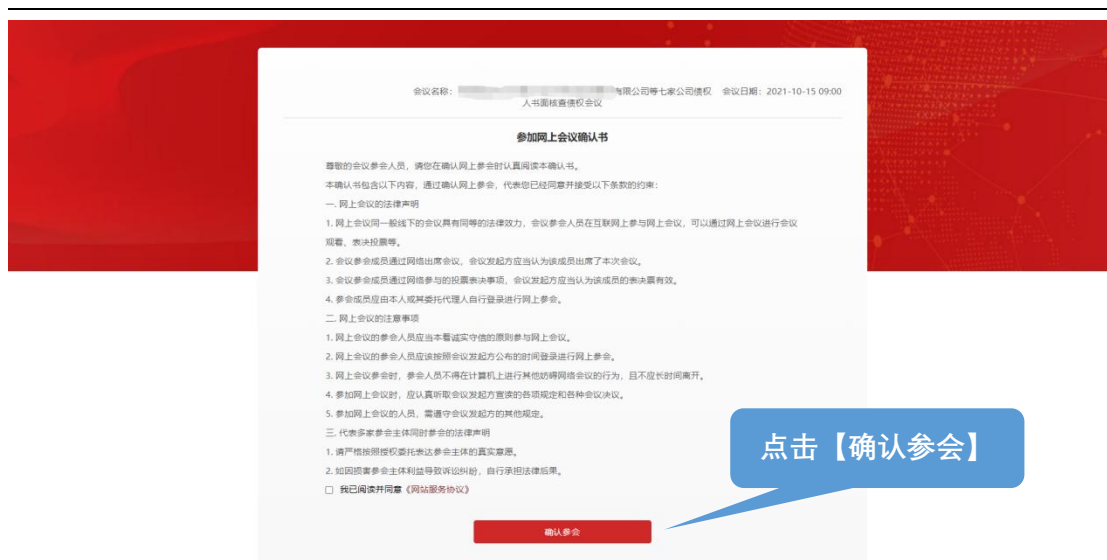 会议名称：
有限公司等七家公司债权
会议日期：2021-10-15 09:00
人书面核查债权会议
参加网上会议确认书
尊敬的会议参会人员，请您在确认网上参会时认真阅读本确认书。
本确认书包含以下内容，通过确认网上参会，代表您已经同意并接受以下条款的约束：
一. 网上会议的法律声明
1. 网上会议同一般线下的会议具有同等的法律效力，会议参会人员在互联网上参与网上会议，可以通过网上会议进行会议
观看、表决投票等。
2. 会议参会成员通过网络出席会议，会议发起方应当认为该成员出席了本次会议。
3. 会议参会成员通过网络参与的投票表决事项，会议发起方应当认为该成员的表决票有效。
4. 参会成员应由本人或其委托代理人自行登录进行网上参会。
二. 网上会议的注意事项
1. 网上会议的参会人员应当本着诚实守信的原则参与网上会议。
2. 网上会议的参会人员应该按照会议发起方公布的时间登录进行网上参会。
3. 网上会议参会时，参会人员不得在计算机上进行其他妨碍网络会议的行为，且不应长时间离开。
4. 参加网上会议时，应认真听取会议发起方宣读的各项规定和各种会议决议。
5. 参加网上会议的人员，需遵守会议发起方的其他规定。
三. 代表多家参会主体同时参会的法律声明
1. 请严格按照授权委托表达参会主体的真实意愿。
2. 如因损害参会主体利益导致诉讼纠纷，自行承担法律后果。
我已阅读并同意《网站服务协议》
确认参会
点击【确认参会】